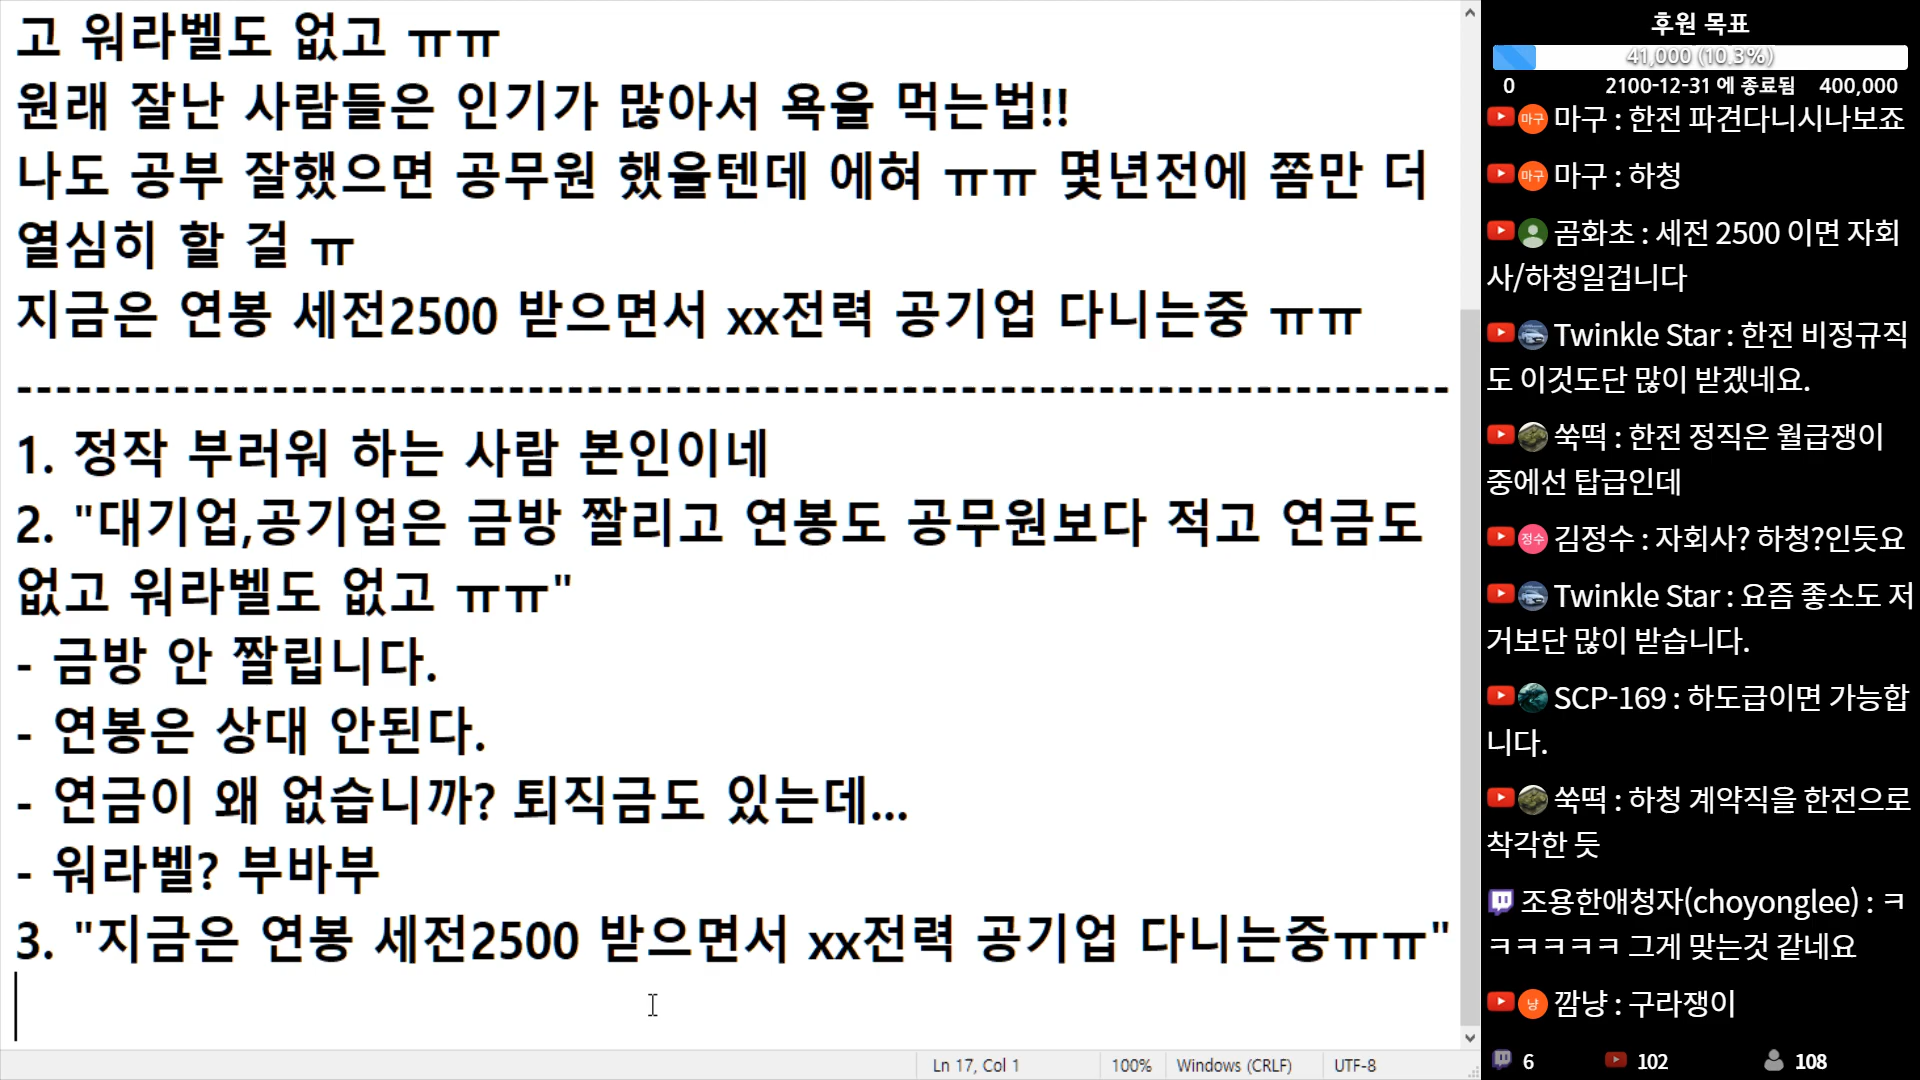 고 워라벨도 없고 ㅠㅠ
원래 잘난 사람들은 인기가 많아서 욕을 먹는법!!
나도 공부 잘했으면 공무원 했을텐데 에혀 ㅠㅠ 몇년전에 쫌만 더
열심히 할 걸 ㅠ
지금은 연봉 세전2500 받으면서 xx전력 공기업 다니는중 ㅠㅠ
--------------------------------------------------------------------------
1. 정작 부러워 하는 사람 본인이네
2. "대기업,공기업은 금방 짤리고 연봉도 공무원보다 적고 연금도
없고 워라벨도 없고 ㅠㅠ"
- 금방 안 짤립니다.
- 연봉은 상대 안된다.
- 연금이 왜 없습니까? 퇴직금도 있는데...
- 워라벨? 부바부
3. "지금은 연봉 세전2500 받으면서 xx전력 공기업 다니는중ㅠㅠ"
Ln 17, Col 1 100% Windows (CRLF) UTF-8
후원 목표
41,000 (10.3%)
0 2100-12-31 에 종료됨 400,000
마구 마구 : 한전 파견다니시나보죠
마구 마구 : 하청
곰화초 : 세전 2500 이면 자회
사/하청일겁니다
Twinkle Star : 한전 비정규직
도 이것도단 많이 받겠네요.
쑥떡 : 한전 정직은 월급쟁이
중에선 탑급인데
정수 김정수 : 자회사? 하청?인듯요
Twinkle Star : 요즘 좋소도 저
거보단 많이 받습니다.
SCP-169 : 하도급이면 가능합
니다.
쑥떡 : 하청 계약직을 한전으로
착각한 듯
조용한애청자(choyonglee) : ㅋ
ㅋㅋㅋㅋㅋ 그게 맞는것 같네요
냥 깜냥 : 구라쟁이
6 102 108